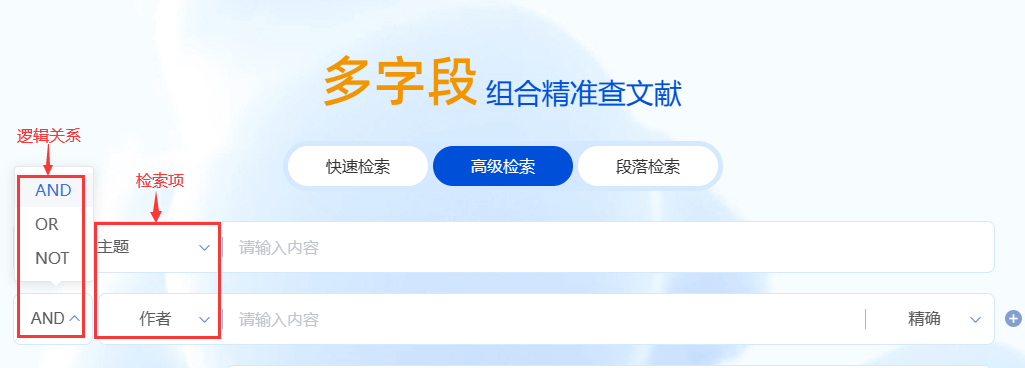 多字段 组合精准查文献
逻辑关系
快速检索 高级检索 段落检索
检索项
AND
OR
NOT
主题 请输入内容
AND 作者 请输入内容 精确